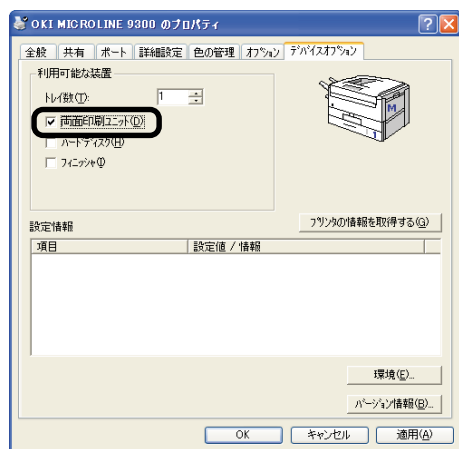 OKI MICROLINE 9300 のプロパティ
全般 共有 ポート 詳細設定 色の管理 オプション デバイスオプション
利用可能な装置
トレイ数(T): 1
両面印刷ユニット(D)
ハードディスク(H)
フィニッシャ(I)
プリンタの情報を取得する(G)
設定情報
項目 設定値 / 情報
環境(E)...
バージョン情報(B)...
OK キャンセル 適用(A)